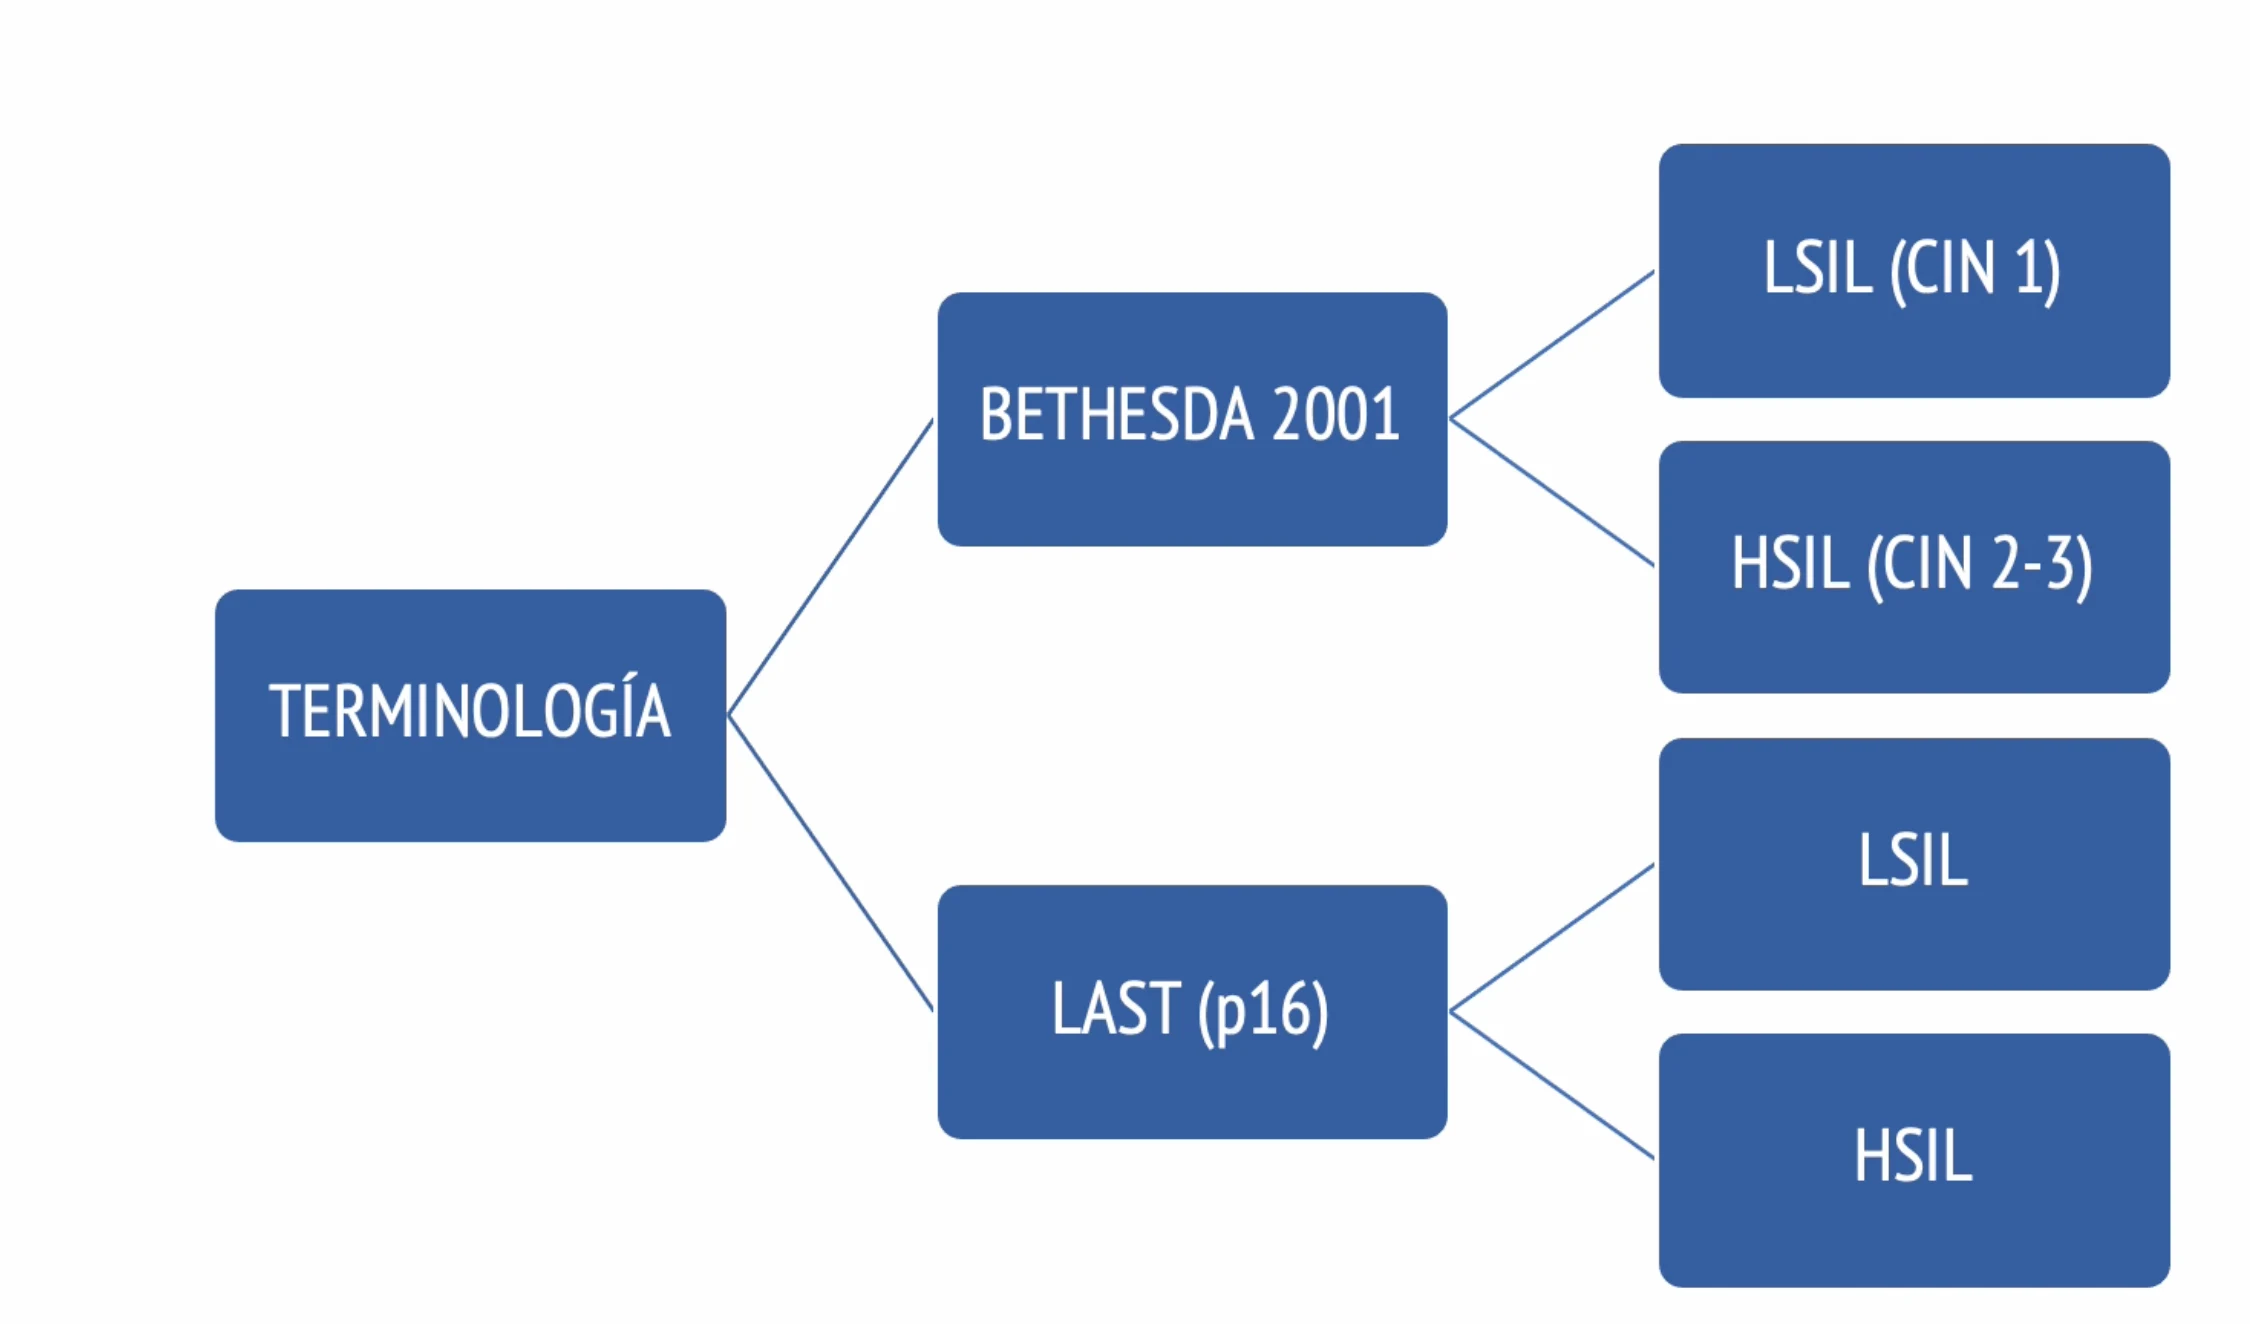 TERMINOLOGÍA
BETHESDA 2001
LSIL (CIN 1)
HSIL (CIN 2-3)
LAST (p16)
LSIL
HSIL